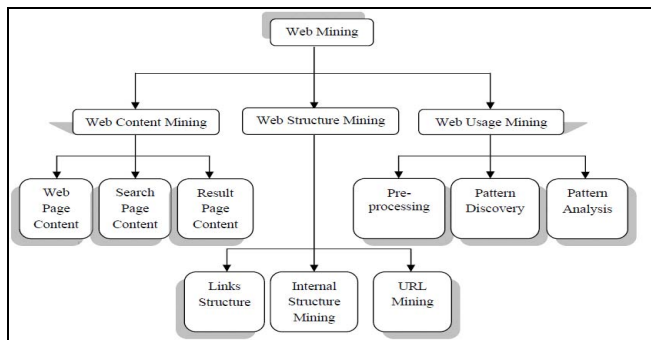 Web Mining
Web Content Mining
Web Structure Mining
Web Usage Mining
Web
Page
Content
Search
Page
Content
Result
Page
Content
Pre-
processing
Pattern
Discovery
Pattern
Analysis
Links
Structure
Internal
Structure
Mining
URL
Mining